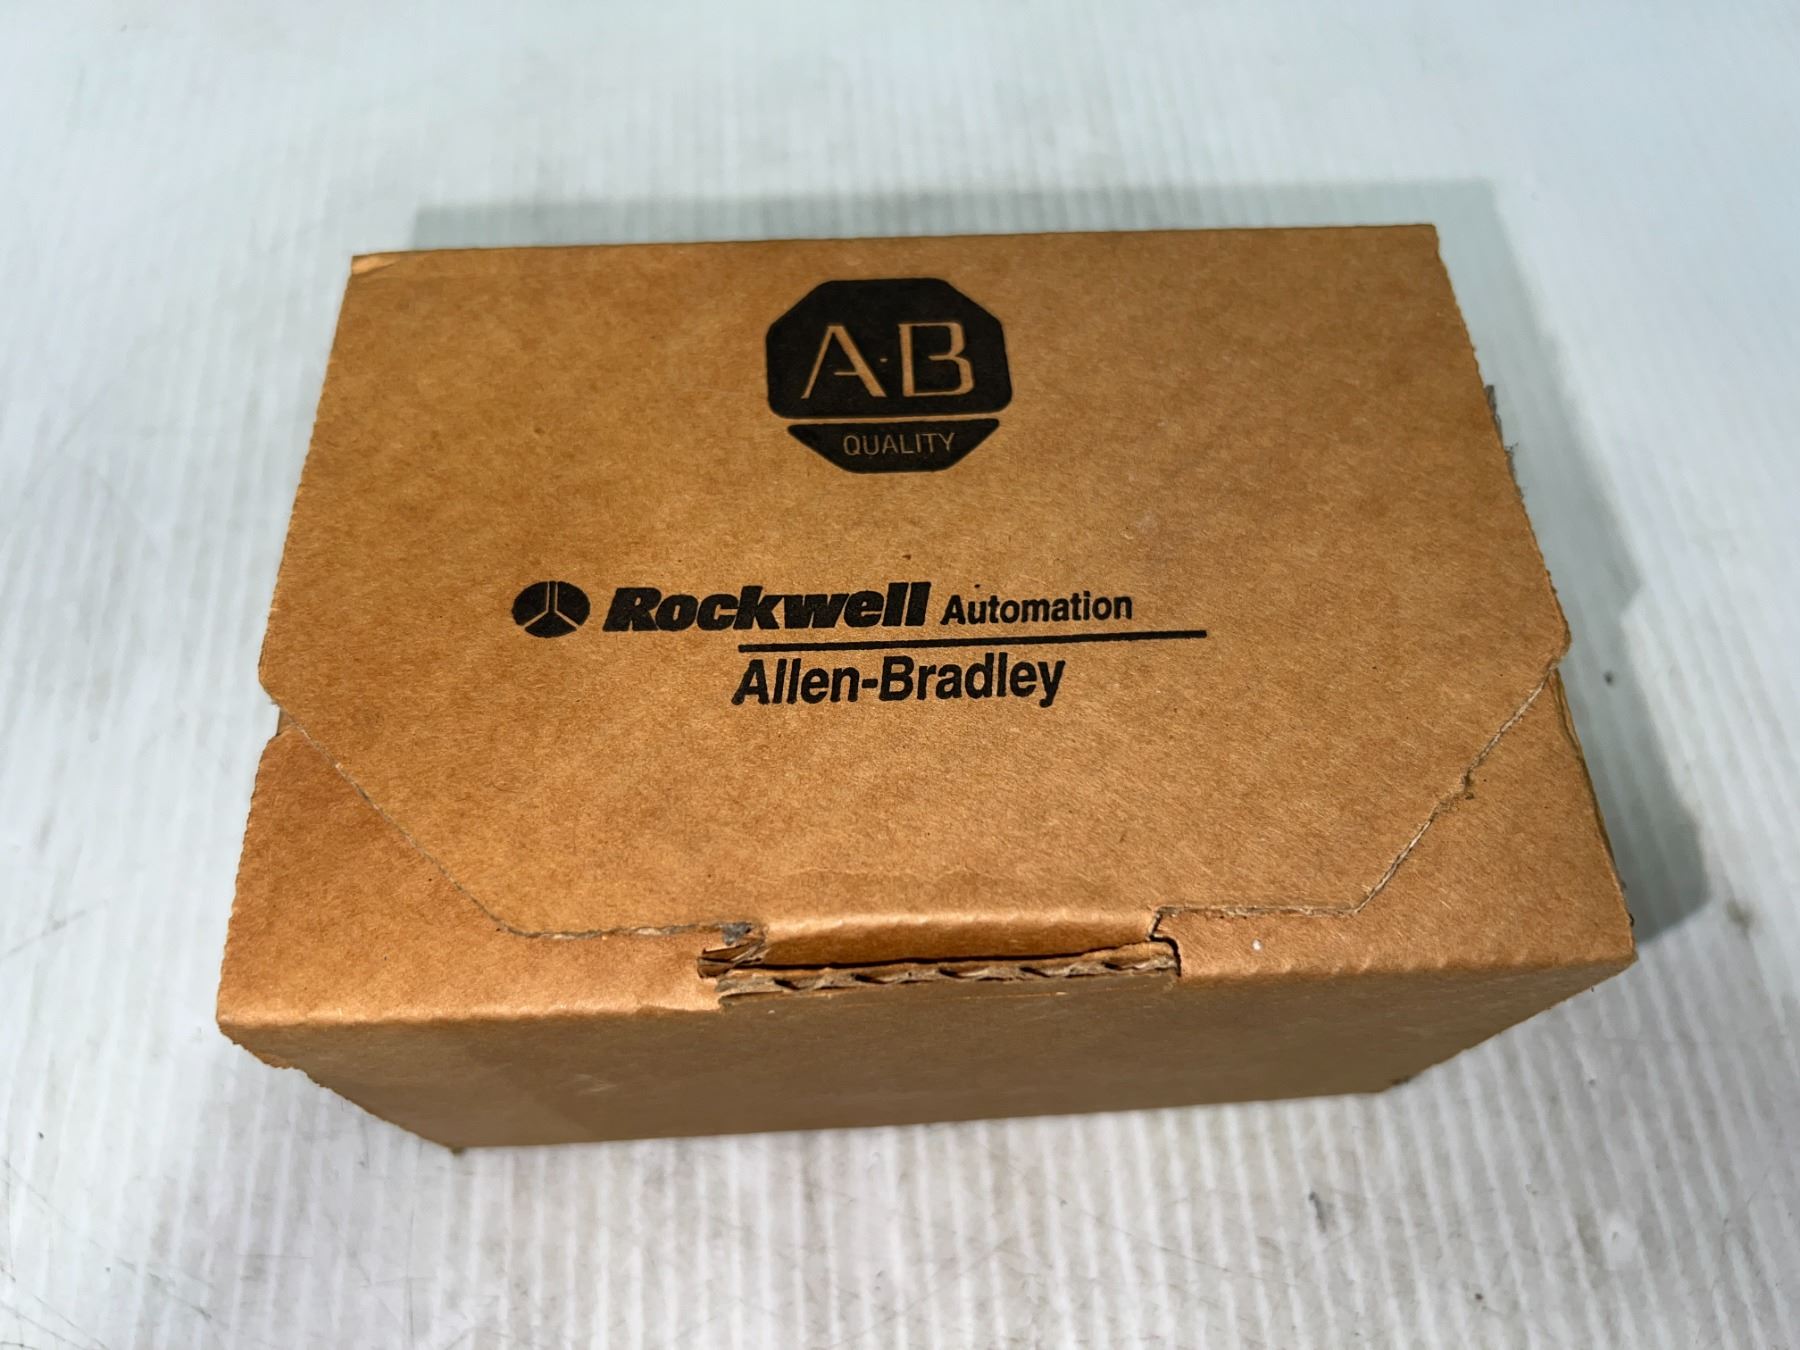 A·B
QUALITY
Rockwell Automation
Allen-Bradley